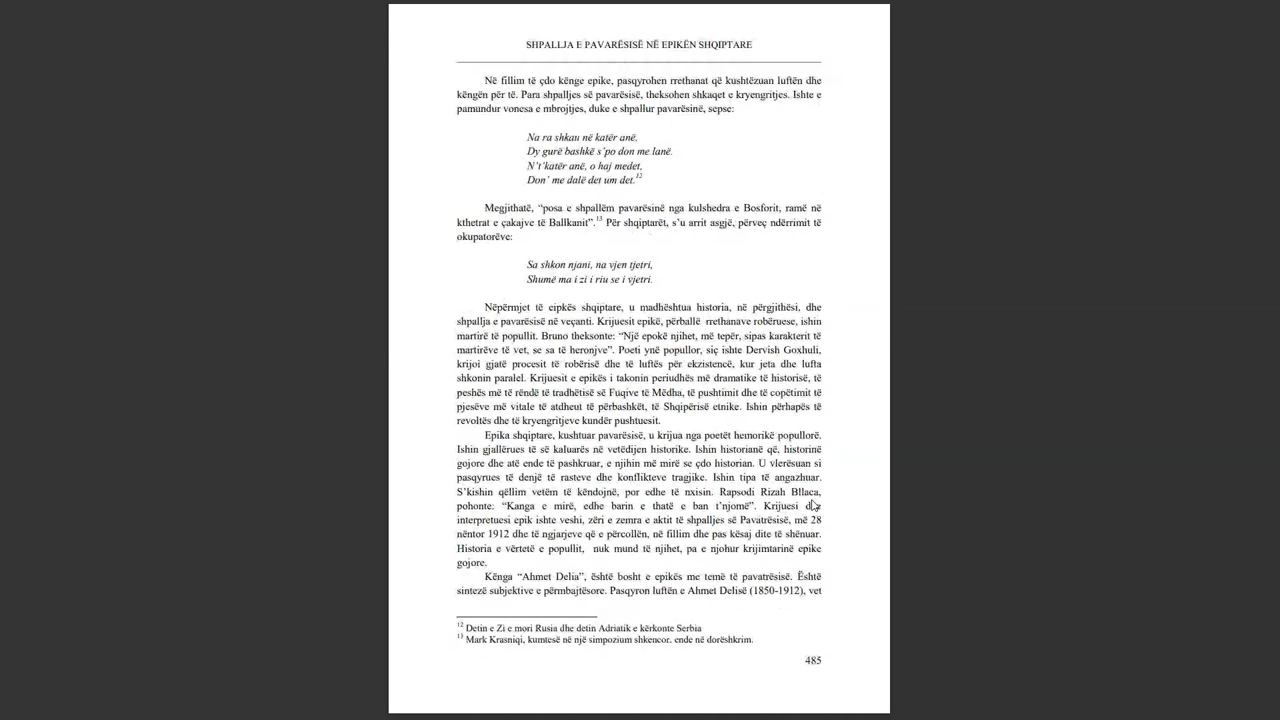 SHPALLJA E PAVARËSISË NË EPIKËN SHQIPTARE
Në fillim të çdo kënge epike, pasqyrohen rrethanat që kushtëzuan luftën dhe
këngën për të. Para shpalljes së pavarësisë, theksohen shkaqet e kryengritjes. Ishte e
pamundur vonesa e mbrojtjes, duke e shpallur pavarësinë, sepse:
Na ra shkau në katër anë,
Dy gurë bashkë s'po don me lanë.
N't'katër anë, o haj medet,
Don' me dalë det um det.12
Megjithatë, “posa e shpallëm pavarësinë nga kulshedra e Bosforit, ramë në
kthetrat e çakajve të Ballkanit”.13 Për shqiptarët, s'u arrit asgjë, përveç ndërrimit të
okupatorëve:
Sa shkon njani, na vjen tjetri,
Shumë ma i zi i riu se i vjetri.
Nëpërmjet të eipkës shqiptare, u madhështua historia, në përgjithësi, dhe
shpallja e pavarësisë në veçanti. Krijuesit epikë, përballë rrethanave robëruese, ishin
martirë të popullit. Bruno theksonte: “Një epokë njihet, më tepër, sipas karakterit të
martirëve të vet, se sa të heronjve”. Poeti ynë popullor, siç ishte Dervish Goxhuli,
krijoi gjatë procesit të robërisë dhe të luftës për ekzistencë, kur jeta dhe lufta
shkonin paralel. Krijuesit e epikës i takonin periudhës më dramatike të historisë, të
peshës më të rëndë të tradhëtisë së Fuqive të Mëdha, të pushtimit dhe të copëtimit të
pjesëve më vitale të atdheut të përbashkët, të Shqipërisë etnike. Ishin përhapës të
revoltës dhe të kryengritjeve kundër pushtuesit.
Epika shqiptare, kushtuar pavarësisë, u krijua nga poetët hemorikë popullorë.
Ishin gjallërues të së kaluarës në vetëdijen historike. Ishin historianë që, historinë
gojore dhe atë ende të pashkruar, e njihin më mirë se çdo historian. U vlerësuan si
pasqyrues të denjë të rasteve dhe konflikteve tragjike. Ishin tipa të angazhuar.
S'kishin qëllim vetëm të këndojnë, por edhe të nxisin. Rapsodi Rizah Bllaca,
pohonte: “Kanga e mirë, edhe barin e thatë e ban t'njomë”. Krijuesi dhe
interpretuesi epik ishte veshi, zëri e zemra e aktit të shpalljes së Pavatrësisë, më 28
nëntor 1912 dhe të ngjarjeve që e përcollën, në fillim dhe pas kësaj dite të shënuar.
Historia e vërtetë e popullit, nuk mund të njihet, pa e njohur krijimtarinë epike
gojore.
Kënga “Ahmet Delia”, është bosht e epikës me temë të pavatrësisë. Është
sintezë subjektive e përmbajtësore. Pasqyron luftën e Ahmet Delisë (1850-1912), vet
12 Detin e Zi e mori Rusia dhe detin Adriatik e kërkonte Serbia
13 Mark Krasniqi, kumtesë në një simpozium shkencor, ende në dorëshkrim.
485